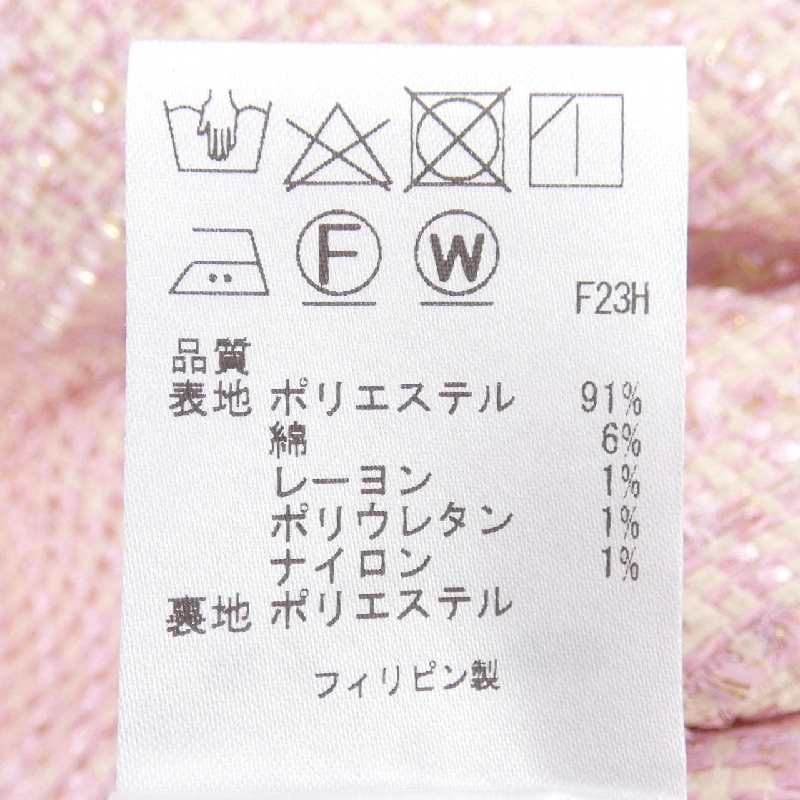 F W
F23H
品質
表地 ポリエステル 91%
綿 6%
レーヨン 1%
ポリウレタン 1%
ナイロン 1%
裏地 ポリエステル
フィリピン製